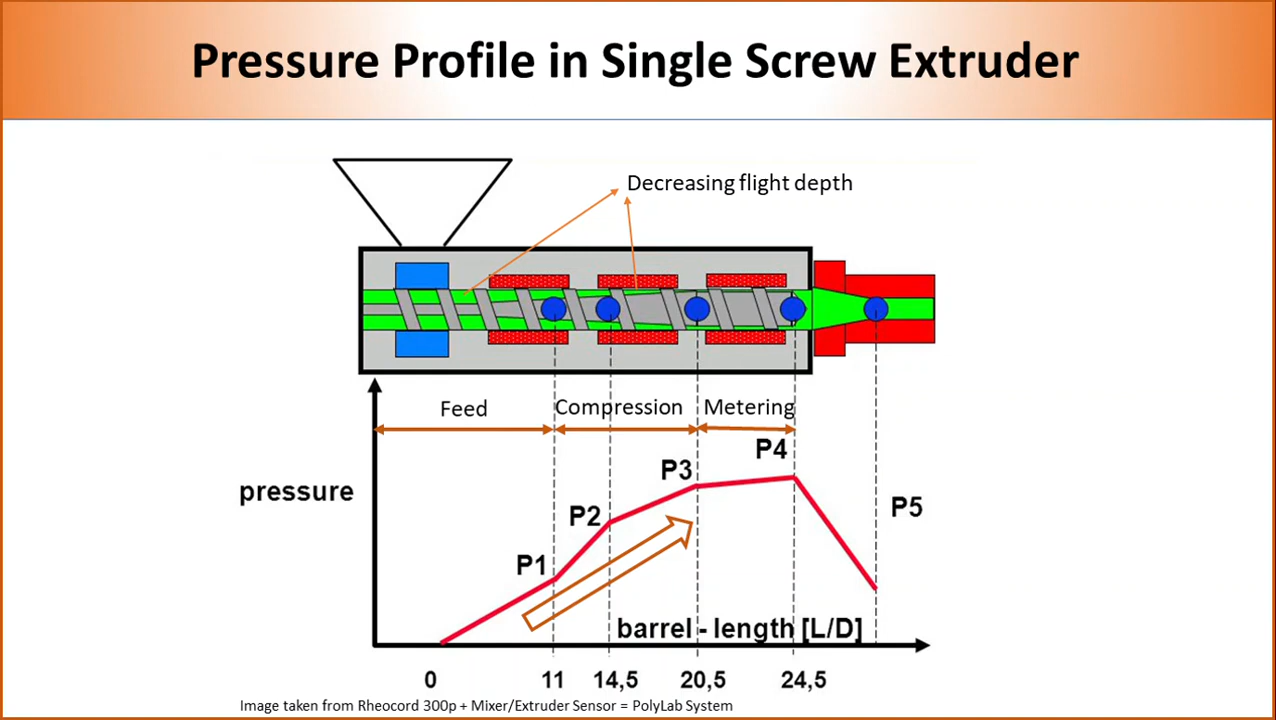 Pressure Profile in Single Screw Extruder
Decreasing flight depth
Feed
Compression
Metering
pressure
P1
P2
P3
P4
P5
barrel - length [L/D]
0 11 14,5 20,5 24,5
Image taken from Rheocord 300p + Mixer/Extruder Sensor = PolyLab System